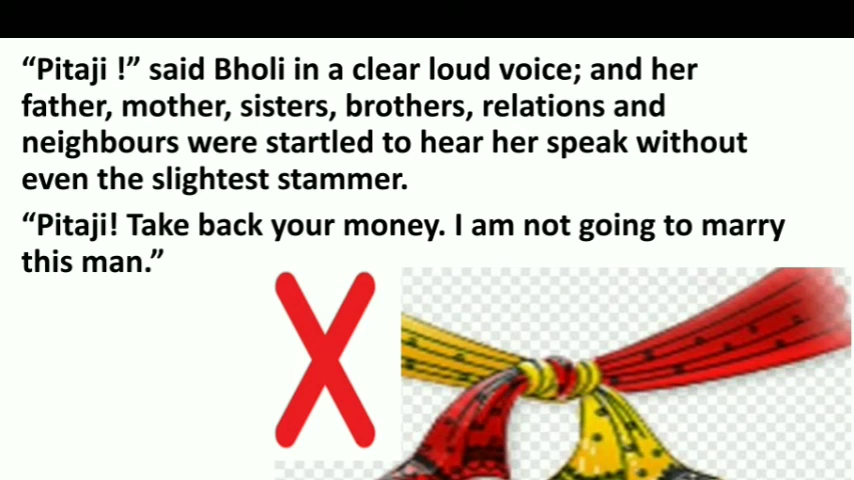 “Pitaji !” said Bholi in a clear loud voice; and her
father, mother, sisters, brothers, relations and
neighbours were startled to hear her speak without
even the slightest stammer.
“Pitaji! Take back your money. I am not going to marry
this man.”